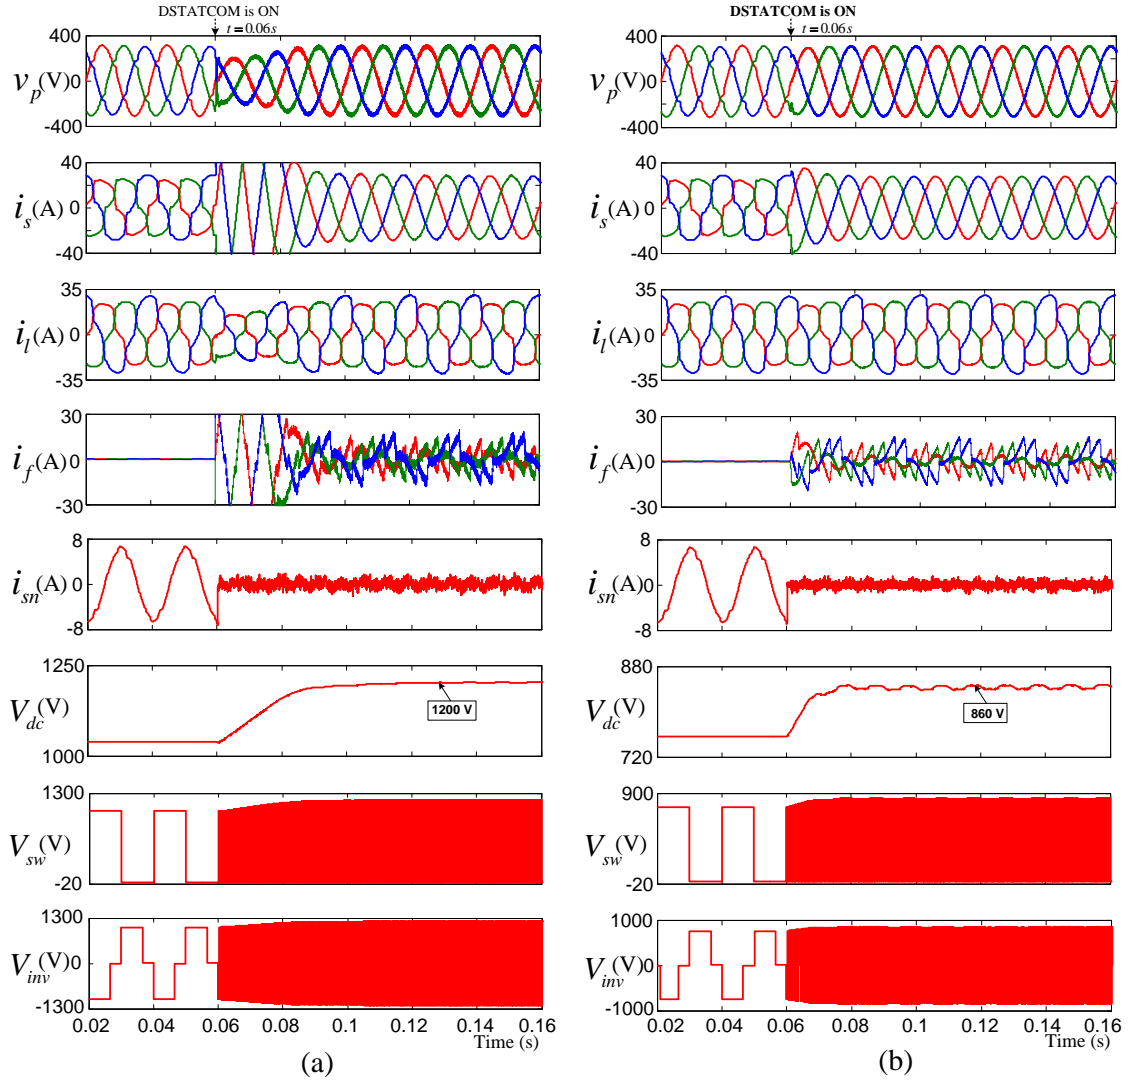 DSTATCOM is ON
t = 0.06s
400
v_p(V) 0
-400
40
i_s(A) 0
-40
35
i_l(A) 0
-35
30
i_f(A) 0
-30
8
i_sn(A) 0
-8
1250
V_dc(V)
1200 V
1000
1300
V_sw(V)
-20
1300
V_inv(V) 0
-1300
0.02 0.04 0.06 0.08 0.1 0.12 0.14 0.16
Time (s)
(a)
DSTATCOM is ON
t = 0.06s
400
v_p(V) 0
-400
40
i_s(A) 0
-40
35
i_l(A) 0
-35
30
i_f(A) 0
-30
8
i_sn(A) 0
-8
880
V_dc(V)
860 V
720
900
V_sw(V)
-20
1000
V_inv(V) 0
-1000
0.02 0.04 0.06 0.08 0.1 0.12 0.14 0.16
Time (s)
(b)